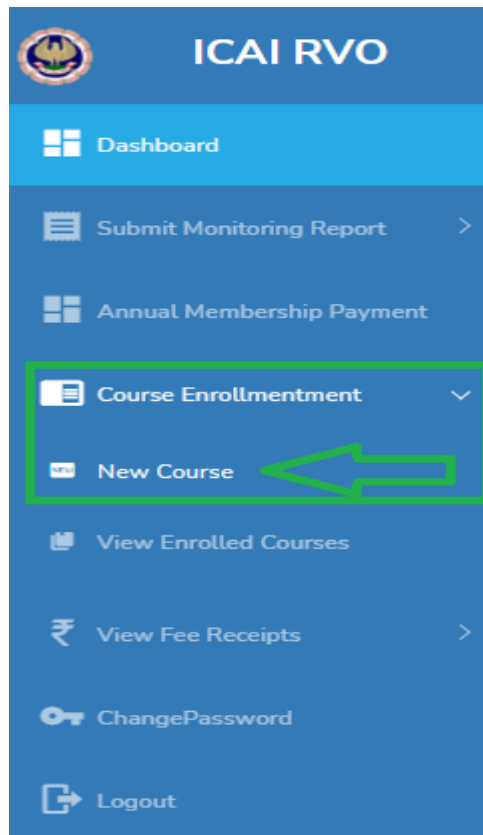 ICAI RVO
Dashboard
Submit Monitoring Report
Annual Membership Payment
Course Enrollmentment
New Course
View Enrolled Courses
View Fee Receipts
ChangePassword
Logout